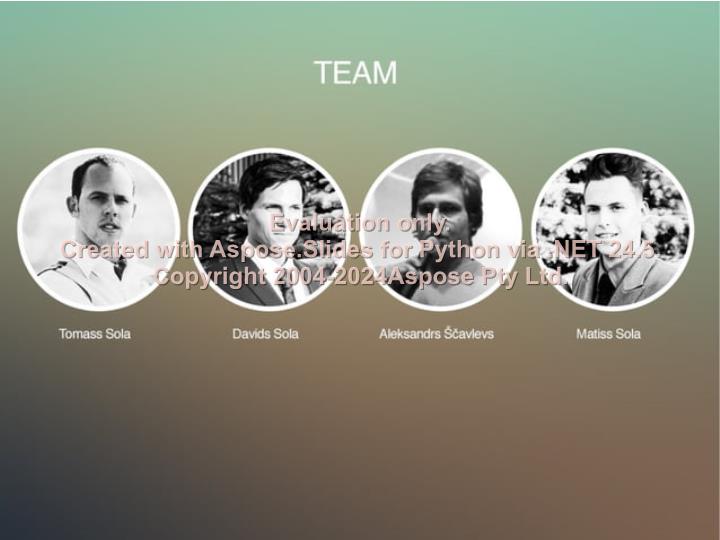 TEAM
Evaluation only.
Created with Aspose.Slides for Python via .NET 24.5.
Copyright 2004-2024Aspose Pty Ltd.
Tomass Sola
Davids Sola
Aleksandrs Ščavlevs
Matiss Sola